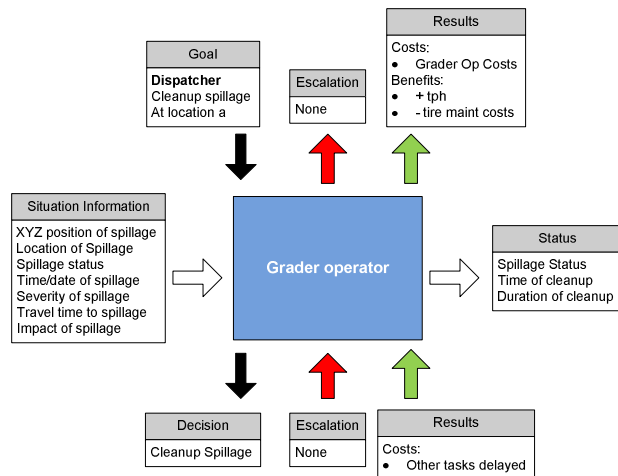 Goal
Dispatcher
Cleanup spillage
At location a
Escalation
None
Results
Costs:
• Grader Op Costs
Benefits:
• + tph
• - tire maint costs
Situation Information
XYZ position of spillage
Location of Spillage
Spillage status
Time/date of spillage
Severity of spillage
Travel time to spillage
Impact of spillage
Grader operator
Status
Spillage Status
Time of cleanup
Duration of cleanup
Decision
Cleanup Spillage
Escalation
None
Results
Costs:
• Other tasks delayed